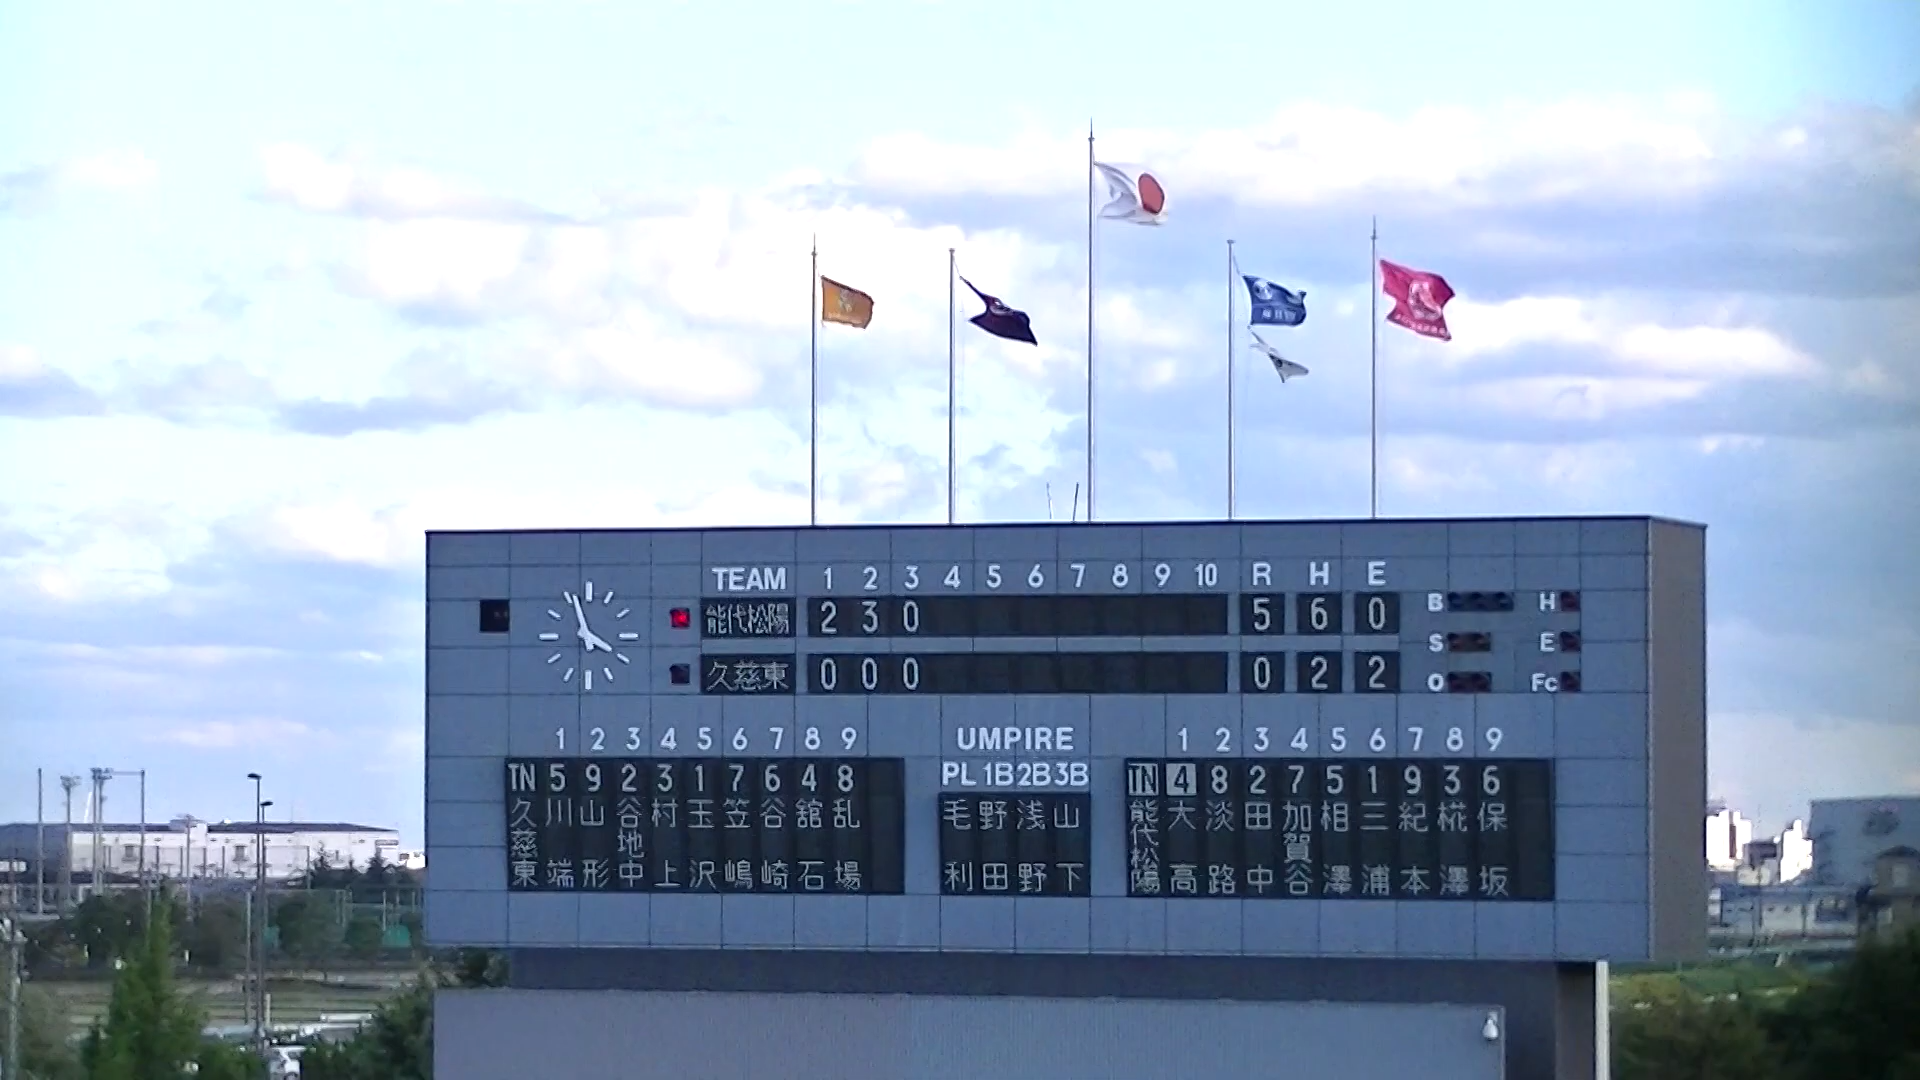 TEAM 1 2 3 4 5 6 7 8 9 10 R H E
能代松陽 2 3 0 5 6 0
久慈東 0 0 0 0 2 2
B H
S E
O Fc
1 2 3 4 5 6 7 8 9
TN 5 9 2 3 1 7 6 4 8
久慈東 川端 山形 谷地中 村上 玉沢 笠嶋 谷崎 舘石 乱場
UMPIRE
PL 1B 2B 3B
毛利 野田 浅野 山下
1 2 3 4 5 6 7 8 9
TN 4 8 2 7 5 1 9 3 6
能代松陽 大高 淡路 田中 加賀谷 相澤 三浦 紀本 椛澤 保坂